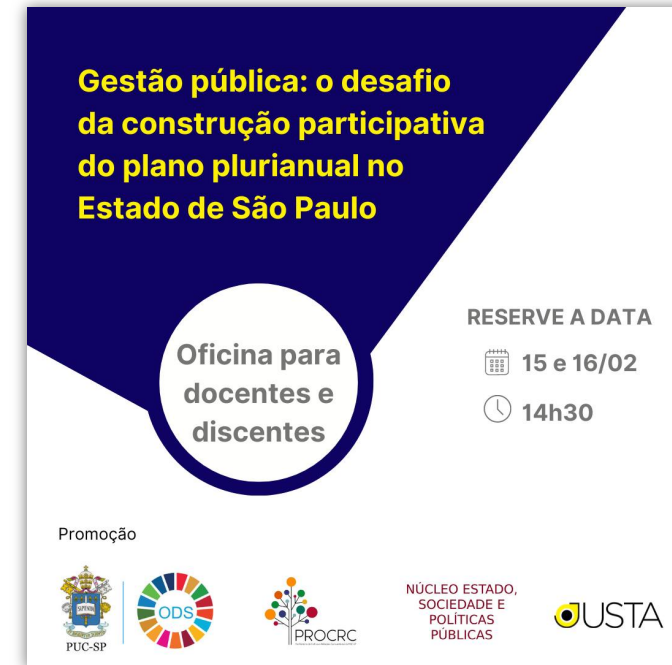 Gestão pública: o desafio
da construção participativa
do plano plurianual no
Estado de São Paulo
Oficina para
docentes e
discentes
RESERVE A DATA
15 e 16/02
14h30
Promoção
PUC-SP
ODS
PROCRC
NÚCLEO ESTADO,
SOCIEDADE E
POLÍTICAS
PÚBLICAS
JUSTA